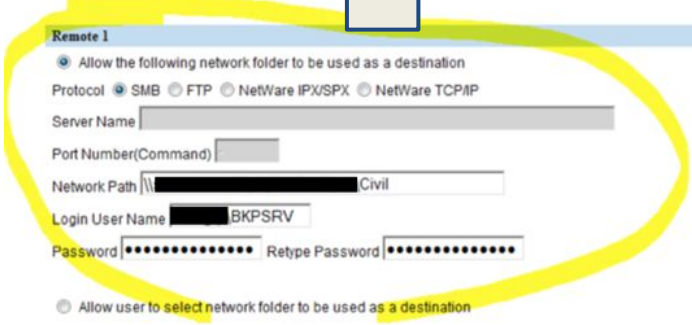 Remote 1
Allow the following network folder to be used as a destination
Protocol SMB FTP NetWare IPX/SPX NetWare TCP/IP
Server Name
Port Number(Command)
Network Path \\ Civil
Login User Name BKPSRV
Password ●●●●●●●●●●●●●● Retype Password ●●●●●●●●●●●●●●
Allow user to select network folder to be used as a destination